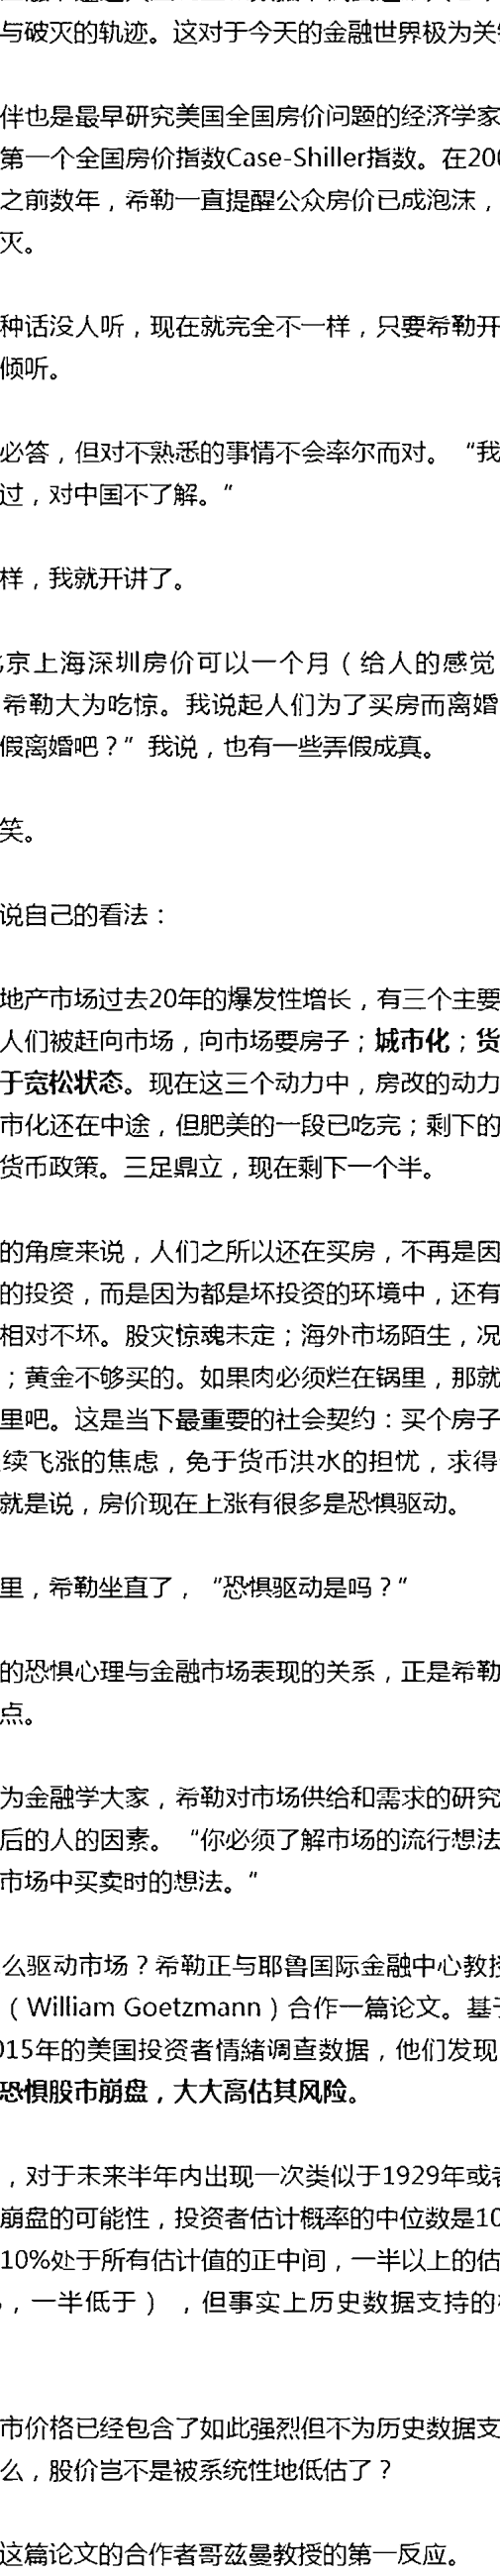 与破灭的轨迹。这对于今天的金融世界极为关
伴也是最早研究美国全国房价问题的经济学家
第一个全国房价指数Case-Shiller指数。在200
之前数年，希勒一直提醒公众房价已成泡沫，
灭。
种话没人听，现在就完全不一样，只要希勒开
倾听。
必答，但对不熟悉的事情不会率尔而对。“我
过，对中国不了解。”
样，我就开讲了。
京上海深圳房价可以一个月（给人的感觉
希勒大为吃惊。我说起人们为了买房而离婚
假离婚吧？”我说，也有一些弄假成真。
笑。
说自己的看法：
地产市场过去20年的爆发性增长，有三个主要
人们被赶向市场，向市场要房子；城市化；货
于宽松状态。现在这三个动力中，房改的动力
市化还在中途，但肥美的一段已吃完；剩下的
货币政策。三足鼎立，现在剩下一个半。
的角度来说，人们之所以还在买房，不再是因
的投资，而是因为都是坏投资的环境中，还有
相对不坏。股灾惊魂未定；海外市场陌生，况
；黄金不够买的。如果肉必须烂在锅里，那就
里吧。这是当下最重要的社会契约：买个房子
续飞涨的焦虑，免于货币洪水的担忧，求得
就是说，房价现在上涨有很多是恐惧驱动。
里，希勒坐直了，“恐惧驱动是吗？”
的恐惧心理与金融市场表现的关系，正是希勒
点。
为金融学大家，希勒对市场供给和需求的研究
后的人的因素。“你必须了解市场的流行想法
市场中买卖时的想法。”
么驱动市场？希勒正与耶鲁国际金融中心教授
（William Goetzmann）合作一篇论文。基于
015年的美国投资者情绪调查数据，他们发现
恐惧股市崩盘，大大高估其风险。
，对于未来半年内出现一次类似于1929年或者
崩盘的可能性，投资者估计概率的中位数是10
10%处于所有估计值的正中间，一半以上的估
，一半低于），但事实上历史数据支持的
市价格已经包含了如此强烈但不为历史数据支
么，股价岂不是被系统性地低估了？
这篇论文的合作者哥兹曼教授的第一反应。